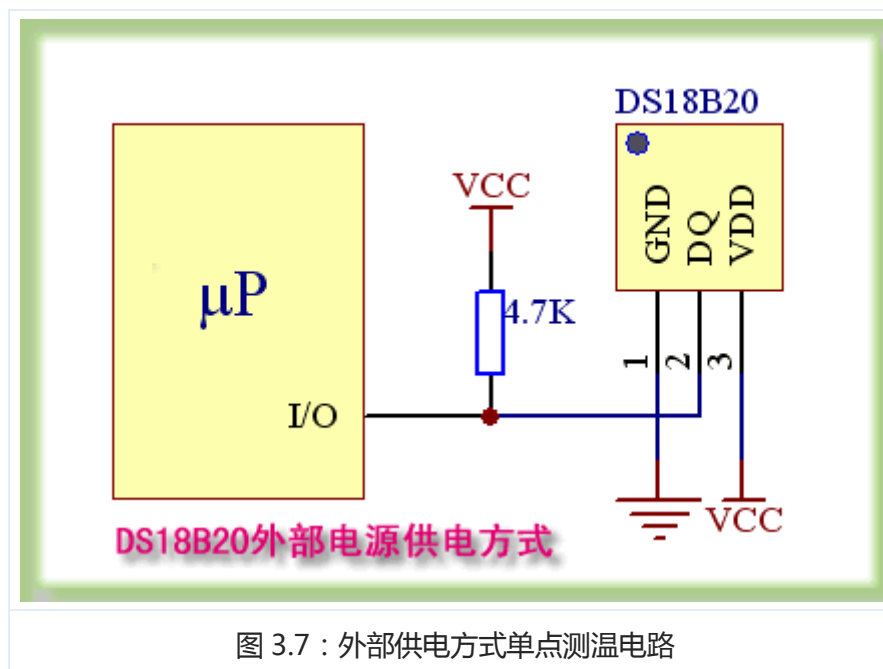 DS18B20
VCC
GND
DQ
VDD
μP
4.7K
1
2
3
I/O
VCC
DS18B20外部电源供电方式
图 3.7：外部供电方式单点测温电路